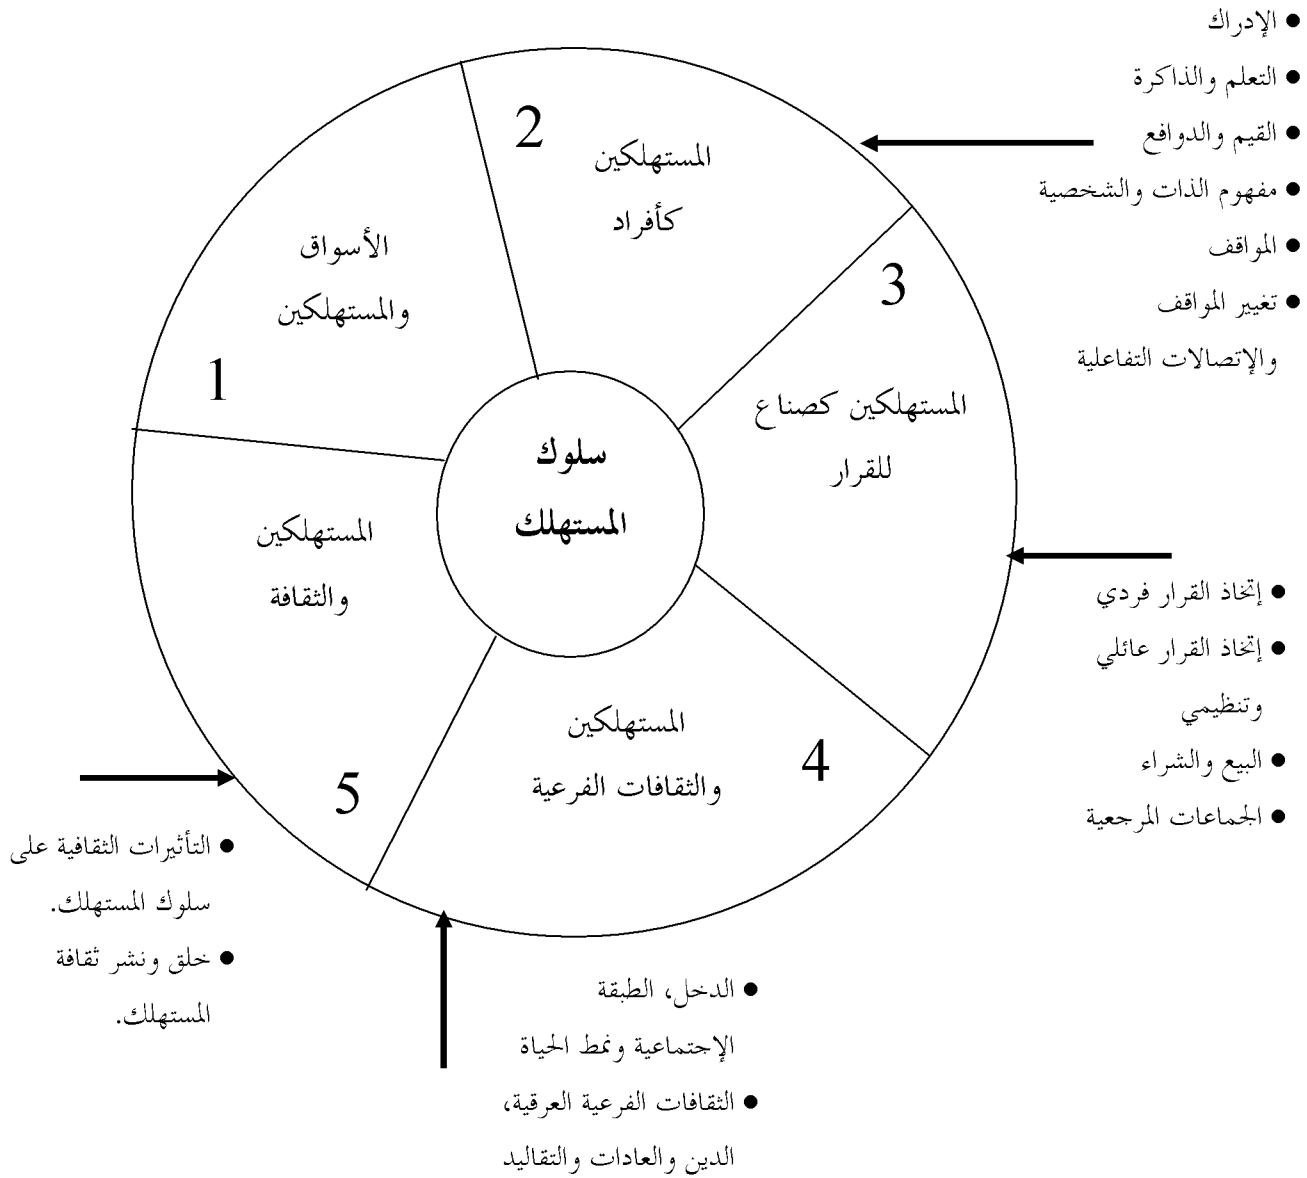 الإدراك
التعلم والذاكرة
القيم والدوافع
مفهوم الذات والشخصية
المواقف
تغيير المواقف
والإتصالات التفاعلية
2
المستهلكين
كأفراد
3
المستهلكين كصناع
للقرار
الأسواق
والمستهلكين
1
سلوك
المستهلك
المستهلكين
والثقافة
5
المستهلكين
والثقافات الفرعية
4
إتخاذ القرار فردي
إتخاذ القرار عائلي
وتنظيمي
البيع والشراء
الجماعات المرجعية
التأثيرات الثقافية على
سلوك المستهلك.
خلق ونشر ثقافة
المستهلك.
الدخل، الطبقة
الإجتماعية ونمط الحياة
الثقافات الفرعية العرقية،
الدين والعادات والتقاليد